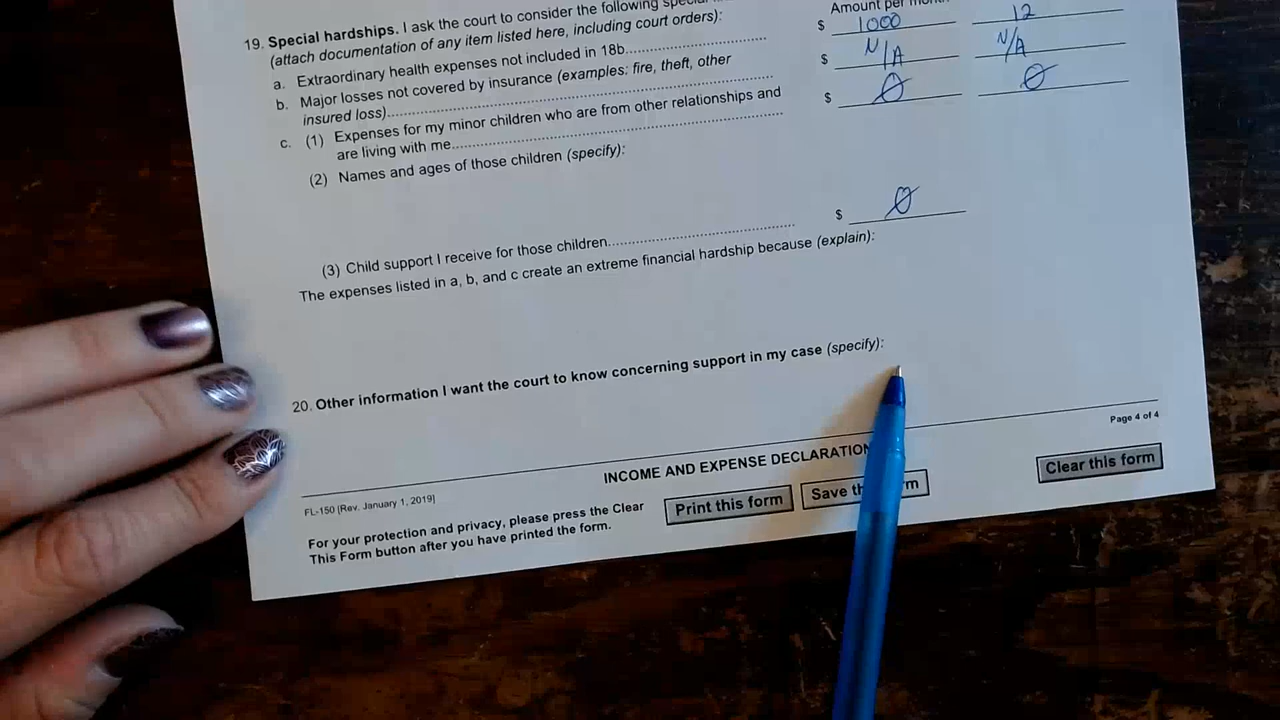 19. Special hardships. I ask the court to consider the following special
(attach documentation of any item listed here, including court orders):
Amount per month
a. Extraordinary health expenses not included in 18b. $ 1000 12
b. Major losses not covered by insurance (examples: fire, theft, other
insured loss) $ N/A N/A
c. (1) Expenses for my minor children who are from other relationships and
are living with me $ Ø Ø
(2) Names and ages of those children (specify):
(3) Child support I receive for those children $ Ø
The expenses listed in a, b, and c create an extreme financial hardship because (explain):
20. Other information I want the court to know concerning support in my case (specify):
FL-150 [Rev. January 1, 2019]
INCOME AND EXPENSE DECLARATION
Page 4 of 4
For your protection and privacy, please press the Clear
This Form button after you have printed the form.
Print this form
Save th rm
Clear this form